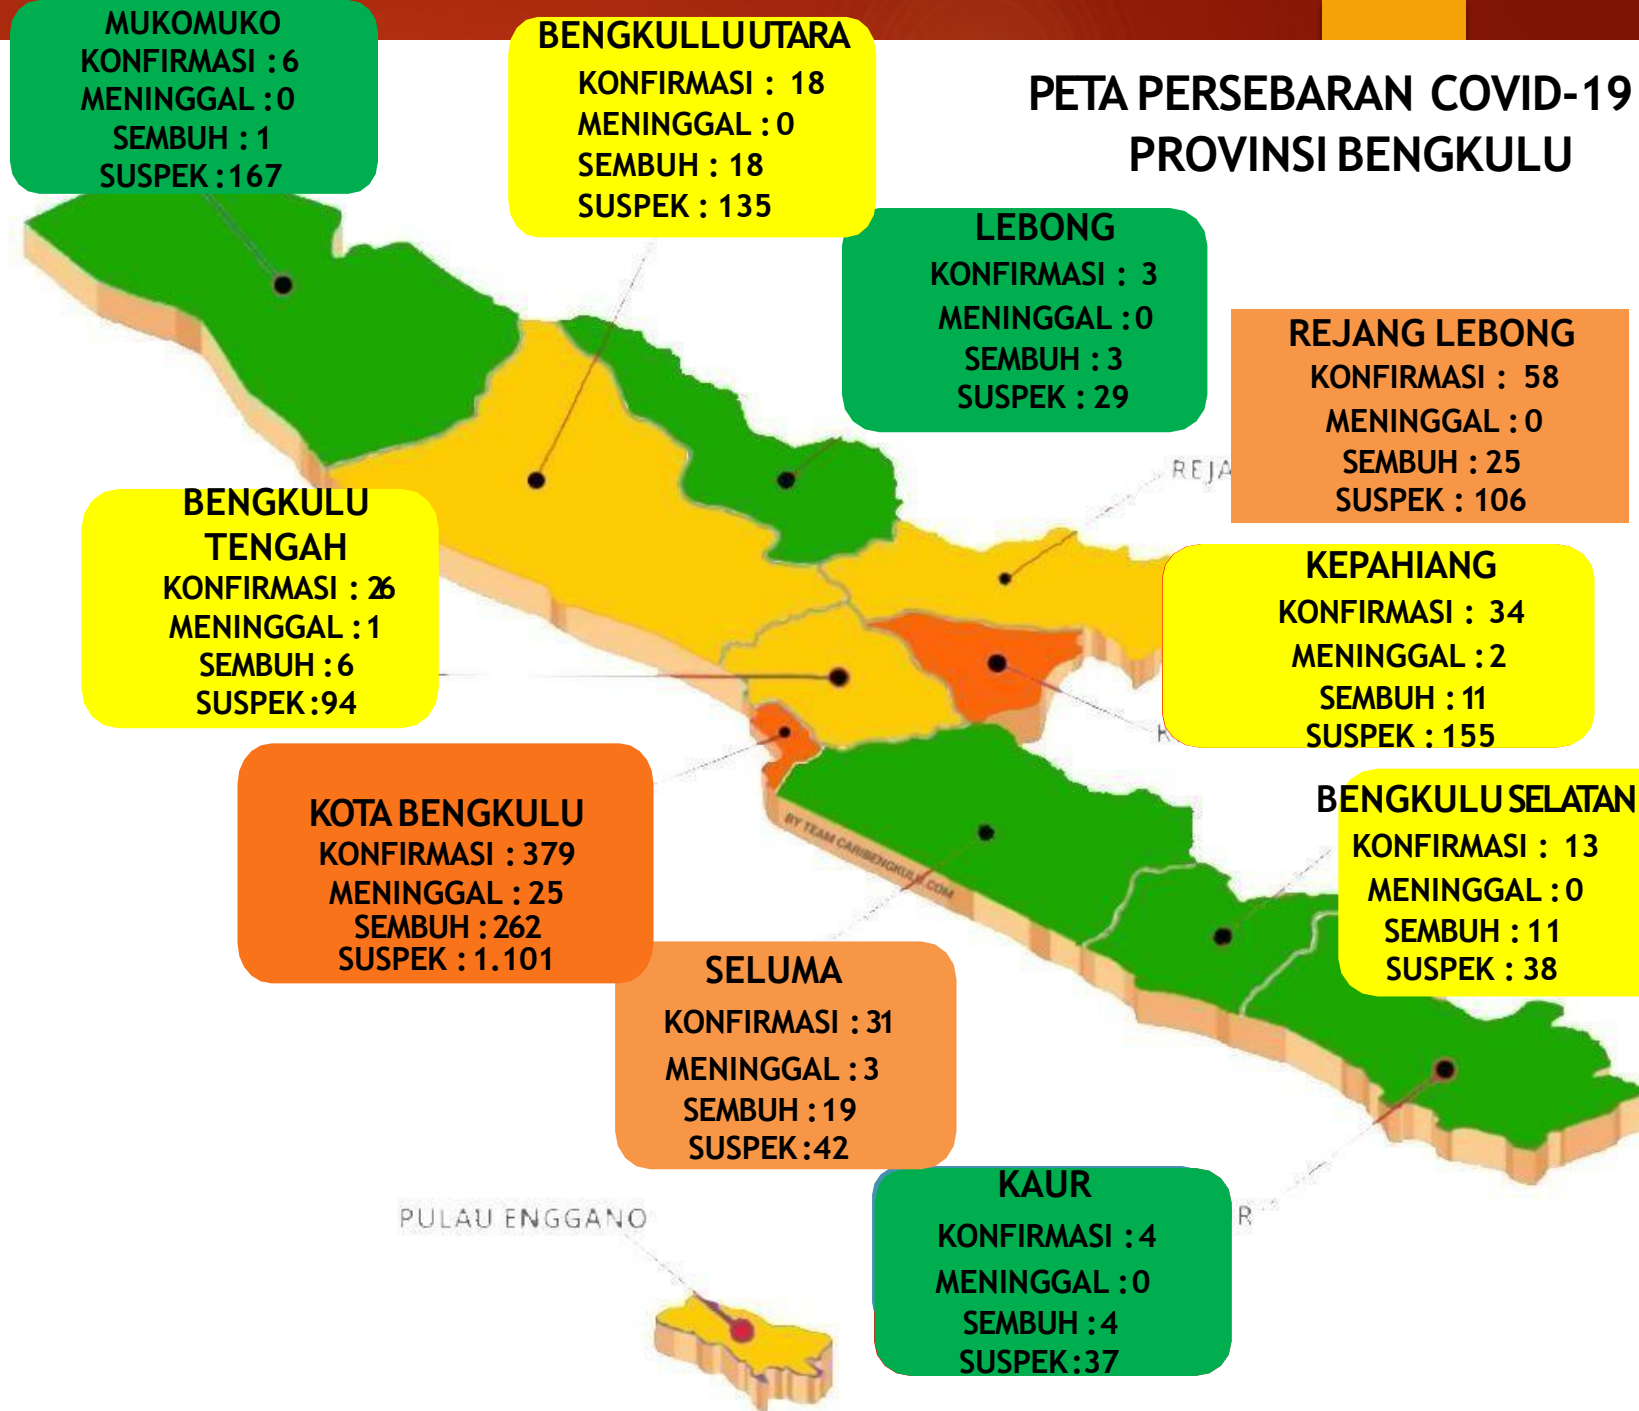 MUKOMUKO
KONFIRMASI : 6
MENINGGAL : 0
SEMBUH : 1
SUSPEK : 167
BENGKULLUUTARA
KONFIRMASI : 18
MENINGGAL : 0
SEMBUH : 18
SUSPEK : 135
PETA PERSEBARAN COVID-19
PROVINSI BENGKULU
LEBONG
KONFIRMASI : 3
MENINGGAL : 0
SEMBUH : 3
SUSPEK : 29
REJANG LEBONG
KONFIRMASI : 58
MENINGGAL : 0
SEMBUH : 25
SUSPEK : 106
REJA
BENGKULU
TENGAH
KONFIRMASI : 26
MENINGGAL : 1
SEMBUH : 6
SUSPEK : 94
KEPAHIANG
KONFIRMASI : 34
MENINGGAL : 2
SEMBUH : 11
SUSPEK : 155
K
KOTA BENGKULU
KONFIRMASI : 379
MENINGGAL : 25
SEMBUH : 262
SUSPEK : 1.101
BY TEAM CARIBENGKULU.COM
BENGKULU SELATAN
KONFIRMASI : 13
MENINGGAL : 0
SEMBUH : 11
SUSPEK : 38
SELUMA
KONFIRMASI : 31
MENINGGAL : 3
SEMBUH : 19
SUSPEK : 42
KAUR
KONFIRMASI : 4
MENINGGAL : 0
SEMBUH : 4
SUSPEK : 37
R
PULAU ENGGANO